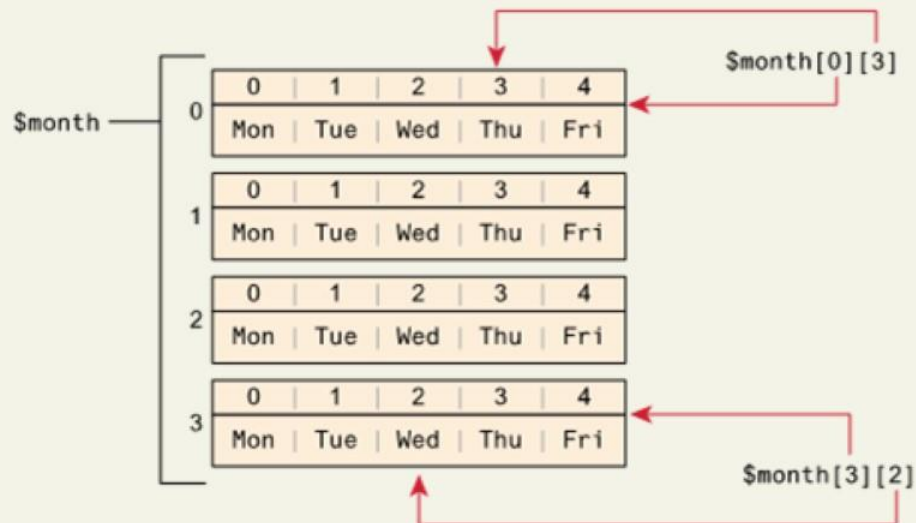 $month[0][3]
0 | 1 | 2 | 3 | 4
$month
0
Mon | Tue | Wed | Thu | Fri
0 | 1 | 2 | 3 | 4
1
Mon | Tue | Wed | Thu | Fri
0 | 1 | 2 | 3 | 4
2
Mon | Tue | Wed | Thu | Fri
0 | 1 | 2 | 3 | 4
3
Mon | Tue | Wed | Thu | Fri
$month[3][2]